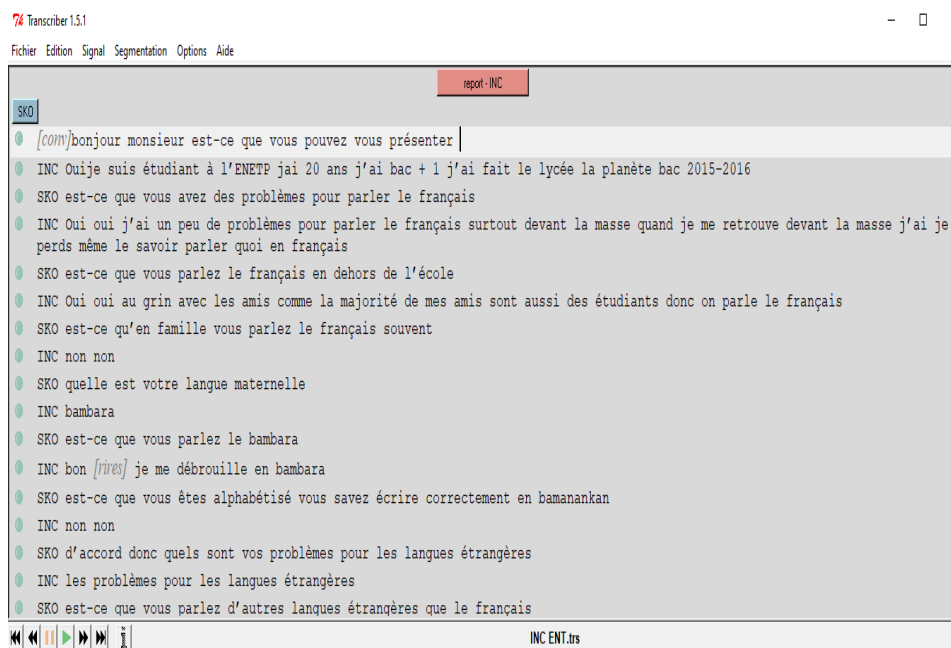 Transcriber 1.5.1
Fichier Edition Signal Segmentation Options Aide
report - INC
SKO
[conv]bonjour monsieur est-ce que vous pouvez vous présenter
INC Ouije suis étudiant à l'ENETP jai 20 ans j'ai bac + 1 j'ai fait le lycée la planète bac 2015-2016
SKO est-ce que vous avez des problèmes pour parler le français
INC Oui oui j'ai un peu de problèmes pour parler le français surtout devant la masse quand je me retrouve devant la masse j'ai je
perds même le savoir parler quoi en français
SKO est-ce que vous parlez le français en dehors de l'école
INC Oui oui au grin avec les amis comme la majorité de mes amis sont aussi des étudiants donc on parle le français
SKO est-ce qu'en famille vous parlez le français souvent
INC non non
SKO quelle est votre langue maternelle
INC bambara
SKO est-ce que vous parlez le bambara
INC bon [rires] je me débrouille en bambara
SKO est-ce que vous êtes alphabétisé vous savez écrire correctement en bamanankan
INC non non
SKO d'accord donc quels sont vos problèmes pour les langues étrangères
INC les problèmes pour les langues étrangères
SKO est-ce que vous parlez d'autres langues étrangères que le français
INC ENT.trs